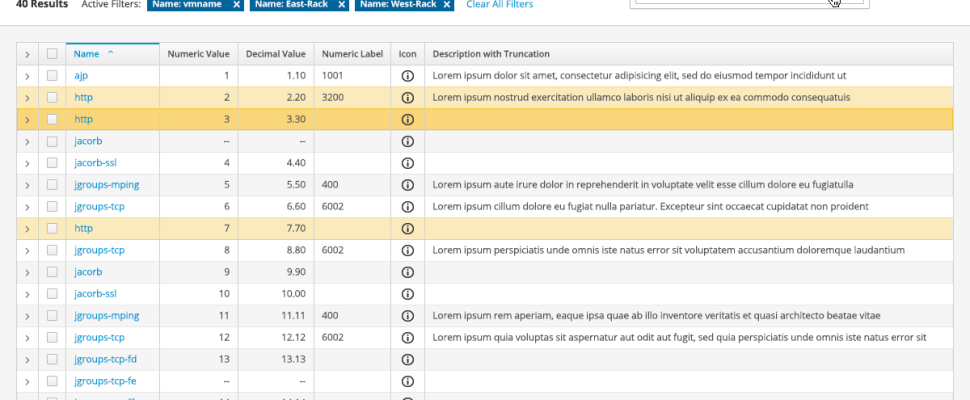 40 Results Active Filters: Name: vmname × Name: East-Rack × Name: West-Rack × Clear All Filters
Name Numeric Value Decimal Value Numeric Label Icon Description with Truncation
ajp 1 1.10 1001 Lorem ipsum dolor sit amet, consectetur adipisicing elit, sed do eiusmod tempor incididunt ut
http 2 2.20 3200 Lorem ipsum nostrud exercitation ullamco laboris nisi ut aliquip ex ea commodo consequatuis
http 3 3.30
jacorb -- --
jacorb-ssl 4 4.40
jgroups-mping 5 5.50 400 Lorem ipsum aute irure dolor in reprehenderit in voluptate velit esse cillum dolore eu fugiatulla
jgroups-tcp 6 6.60 6002 Lorem ipsum cillum dolore eu fugiat nulla pariatur. Excepteur sint occaecat cupidatat non proident
http 7 7.70
jgroups-tcp 8 8.80 6002 Lorem ipsum perspiciatis unde omnis iste natus error sit voluptatem accusantium doloremque laudantium
jacorb 9 9.90
jacorb-ssl 10 10.00
jgroups-mping 11 11.11 400 Lorem ipsum rem aperiam, eaque ipsa quae ab illo inventore veritatis et quasi architecto beatae vitae
jgroups-tcp 12 12.12 6002 Lorem ipsum quia voluptas sit aspernatur aut odit aut fugit, sed quia perspiciatis unde omnis iste natus error sit
jgroups-tcp-fd 13 13.13
jgroups-tcp-fe -- --